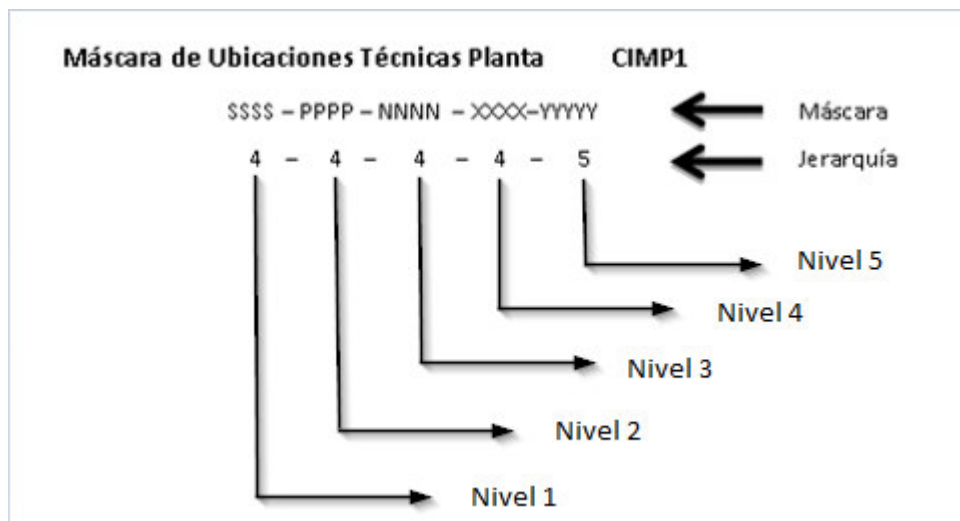 Máscara de Ubicaciones Técnicas Planta CIMP1
SSSS – PPPP – NNNN – XXXX–YYYYY Máscara
4 – 4 – 4 – 4 – 5 Jerarquía
Nivel 5
Nivel 4
Nivel 3
Nivel 2
Nivel 1